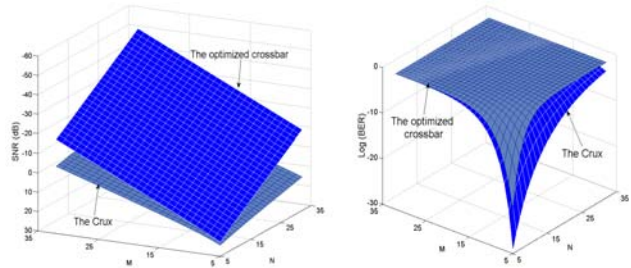 -60
-50
-40
-30
-20
-10
0
10
20
30
SNR (dB)
The optimized crossbar
The Crux
35
25
15
5
M
5
15
25
35
N
0
-10
-20
-30
Log (BER)
The optimized
crossbar
The Crux
35
25
15
5
M
5
15
25
35
N